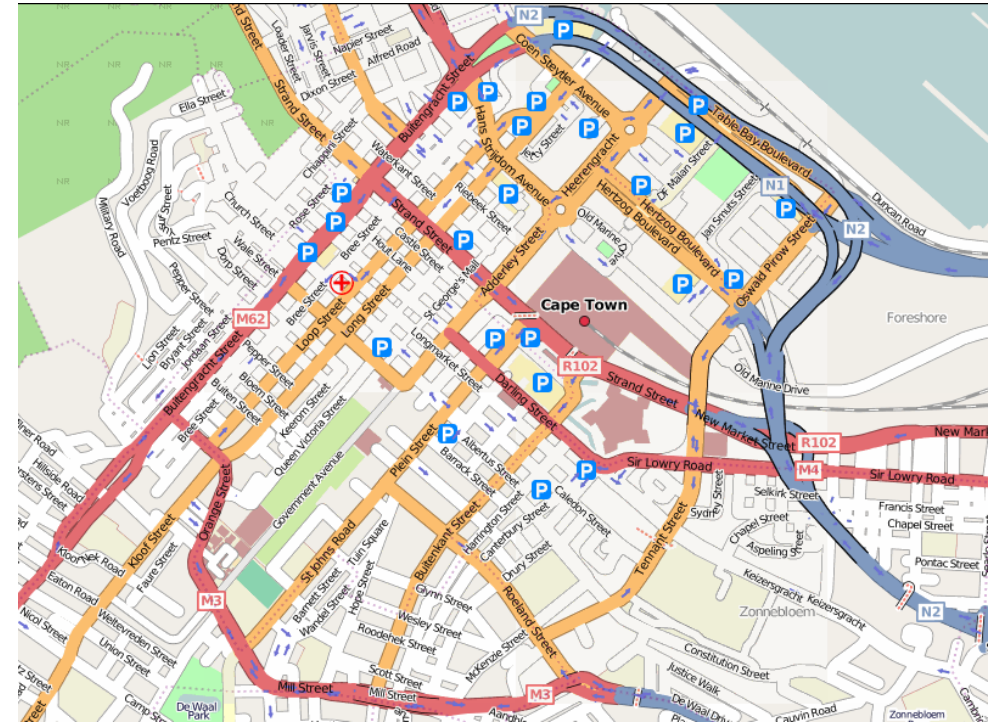 N2
Strand Street
Loader Street
Jarvis Street
Napier Street
Alfred Road
Dixon Street
Coen Steytler Avenue
Buitengracht Street
Ella Street
Strand Street
Hans Strijdom Avenue
Table Bay Boulevard
Chiappini Street
Waterkant Street
Heerengracht
DF Malan Street
N1
Voetboog Road
Military Road
Church Street
Rose Street
Riebeek Street
Hertzog Boulevard
Hertzog Boulevard
Jan Smuts Street
Duncan Road
N2
Pentz Street
Wale Street
Dorp Street
Bree Street
Strand Street
Castle Street
Hout Lane
Old Marine Drive
Oswald Pirow Street
Adderley Street
St George's Mall
Pepper Street
Bree Street
Loop Street
Long Street
Cape Town
Foreshore
M62
Lion Street
Bryant Street
Jordaan Street
Longmarket Street
R102
Strand Street
Old Marine Drive
Buitengracht Street
Pepper Street
Bloem Street
Buiten Street
Bree Street
Keerom Street
Queen Victoria Street
Darling Street
New Market Street
R102
Government Avenue
Plein Street
Albertus Street
Barrack Street
Sir Lowry Road
M4
Sir Lowry Road
Hillside Road
Orange Street
Kloof Street
Harrington Street
Canterbury Street
Caledon Street
Selkirk Street
Francis Street
Chapel Street
Chapel Street
Aspeling Street
Pontac Street
St Johns Road
Tuin Square
Buitenkant Street
Drury Street
Tennant Street
Keizersgracht
Keizersgracht
Faure Street
Eaton Road
M3
Barnett Street
Wandel Street
Hope Street
Glynn Street
Wesley Street
Roodehek Street
Roeland Street
Zonnebloem
N2
Nicol Street
Weltevreden Street
Union Street
McKenzie Street
Constitution Street
Justice Walk
Scott Street
Mill Street
Mill Street
M3
De Waal Park
Camp Street
De Waal Drive
Cauvin Road
Zonnebloem